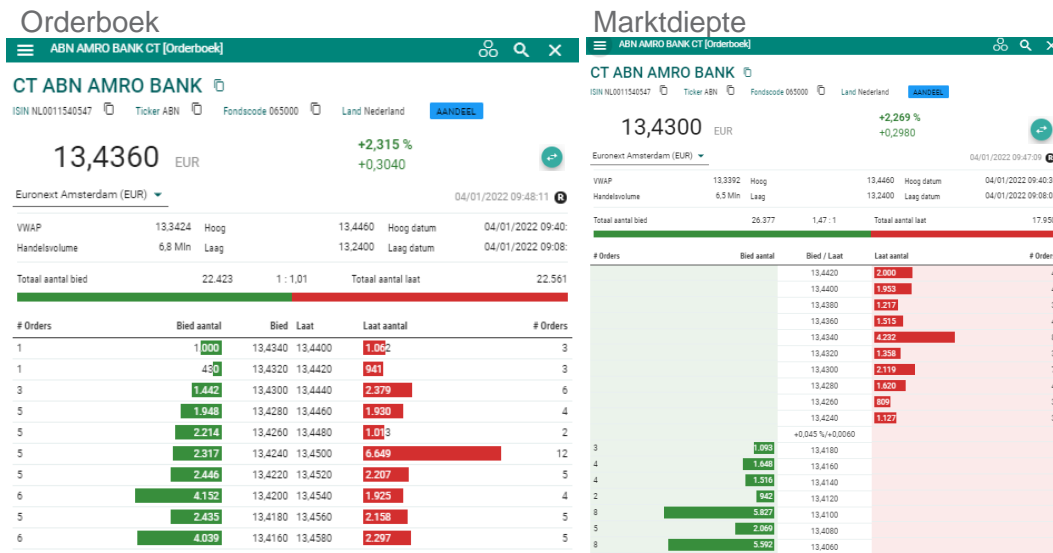 Orderboek
ABN AMRO BANK CT [Orderboek]
CT ABN AMRO BANK
ISIN NL0011540547 Ticker ABN Fondscode 065000 Land Nederland AANDEEL
13,4360 EUR +2,315 %
+0,3040
Euronext Amsterdam (EUR) 04/01/2022 09:48:11 R
VWAP 13,3424 Hoog 13,4460 Hoog datum 04/01/2022 09:40:
Handelsvolume 6,8 Mln Laag 13,2400 Laag datum 04/01/2022 09:08:
Totaal aantal bied 22.423 1 : 1,01 Totaal aantal laat 22.561
# Orders Bied aantal Bied Laat Laat aantal # Orders
1 1.000 13,4340 13,4400 1.062 3
1 430 13,4320 13,4420 941 3
3 1.442 13,4300 13,4440 2.379 6
5 1.948 13,4280 13,4460 1.930 4
5 2.214 13,4260 13,4480 1.013 2
5 2.317 13,4240 13,4500 6.649 12
5 2.446 13,4220 13,4520 2.207 5
6 4.152 13,4200 13,4540 1.925 4
5 2.435 13,4180 13,4560 2.158 5
6 4.039 13,4160 13,4580 2.297 5
Marktdiepte
ABN AMRO BANK CT [Orderboek]
CT ABN AMRO BANK
ISIN NL0011540547 Ticker ABN Fondscode 065000 Land Nederland AANDEEL
13,4300 EUR +2,269 %
+0,2980
Euronext Amsterdam (EUR) 04/01/2022 09:47:09 R
VWAP 13,3392 Hoog 13,4460 Hoog datum 04/01/2022 09:40:3
Handelsvolume 6,5 Mln Laag 13,2400 Laag datum 04/01/2022 09:08:0
Totaal aantal bied 26.377 1,47 : 1 Totaal aantal laat 17.950
# Orders Bied aantal Bied / Laat Laat aantal # Orders
13,4420 2.000
13,4400 1.953
13,4380 1.217
13,4360 1.515
13,4340 4.232
13,4320 1.358
13,4300 2.119
13,4280 1.620
13,4260 809
13,4240 1.127
+0,045 %/+0,0060
3 1.093 13,4180
4 1.648 13,4160
4 1.516 13,4140
2 942 13,4120
8 5.827 13,4100
5 2.069 13,4080
8 5.592 13,4060